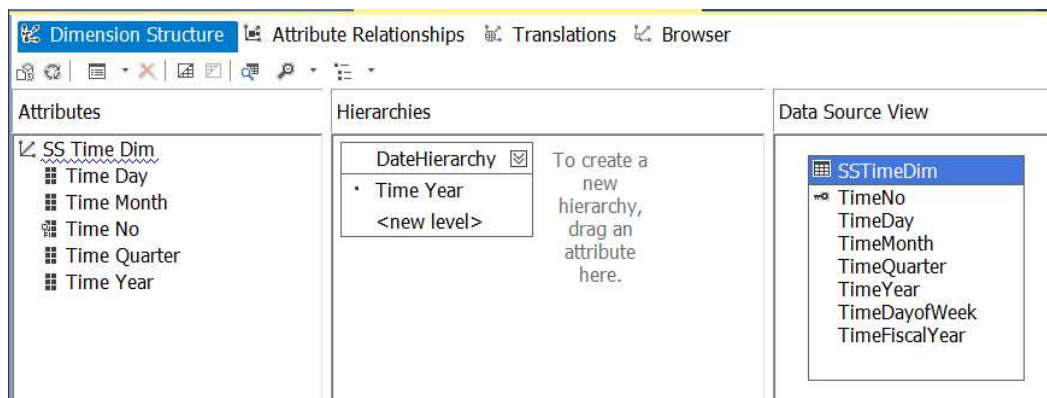 Dimension Structure Attribute Relationships Translations Browser
Attributes
SS Time Dim
Time Day
Time Month
Time No
Time Quarter
Time Year
Hierarchies
DateHierarchy
Time Year
<new level>
To create a
new
hierarchy,
drag an
attribute
here.
Data Source View
SSTimeDim
TimeNo
TimeDay
TimeMonth
TimeQuarter
TimeYear
TimeDayofWeek
TimeFiscalYear